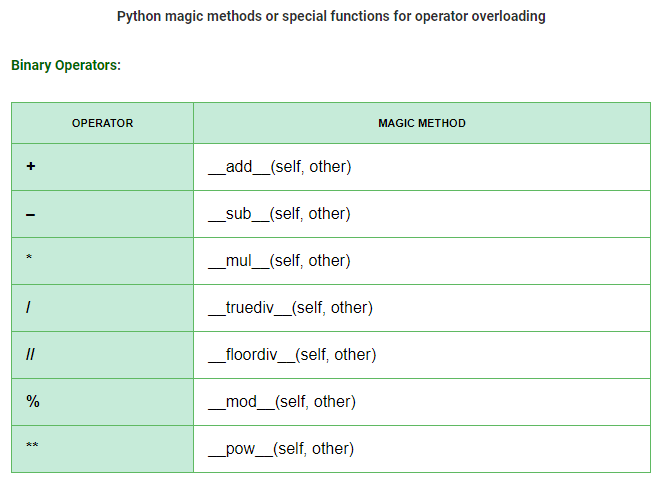 Python magic methods or special functions for operator overloading
Binary Operators:
OPERATOR MAGIC METHOD
+ __add__(self, other)
– __sub__(self, other)
* __mul__(self, other)
/ __truediv__(self, other)
// __floordiv__(self, other)
% __mod__(self, other)
** __pow__(self, other)